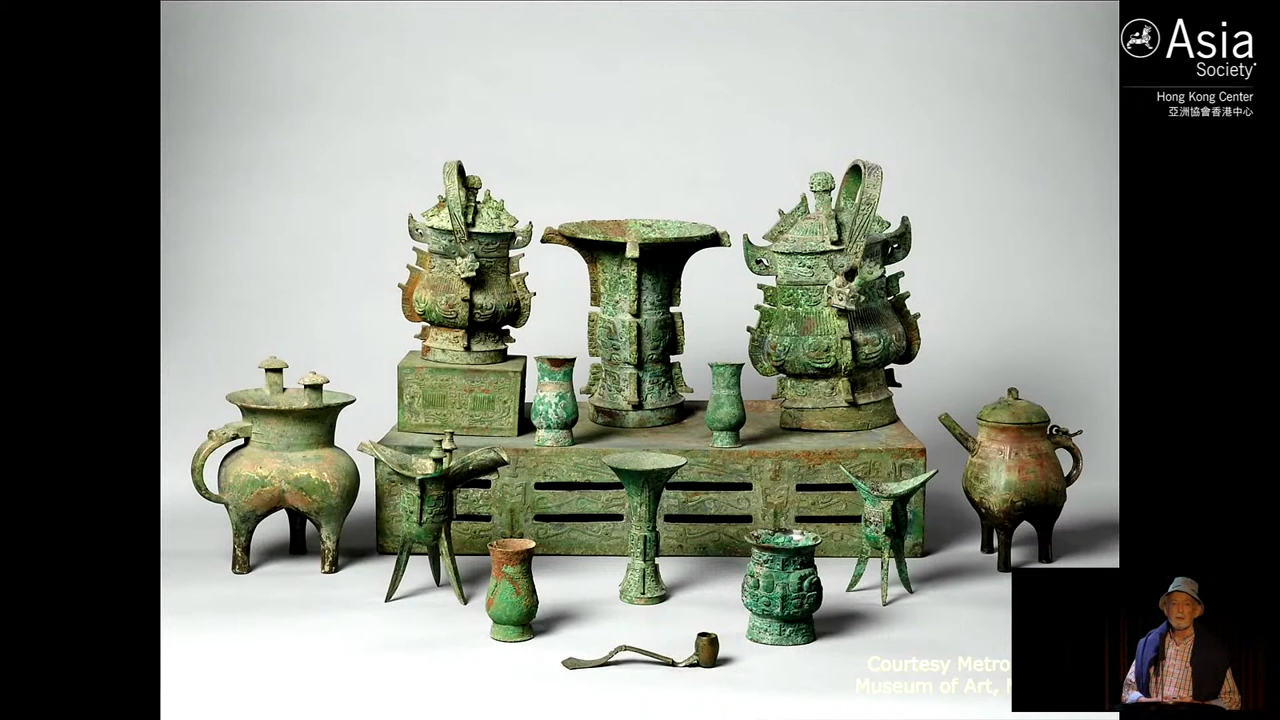 Asia
Society
Hong Kong Center
亞洲協會香港中心
Courtesy Metro
Museum of Art,